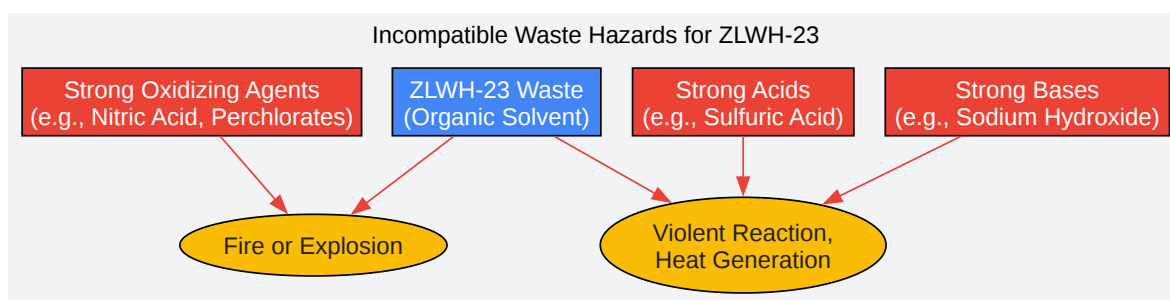 Incompatible Waste Hazards for ZLWH-23
Strong Oxidizing Agents
(e.g., Nitric Acid, Perchlorates)
ZLWH-23 Waste
(Organic Solvent)
Strong Acids
(e.g., Sulfuric Acid)
Strong Bases
(e.g., Sodium Hydroxide)
Fire or Explosion
Violent Reaction,
Heat Generation